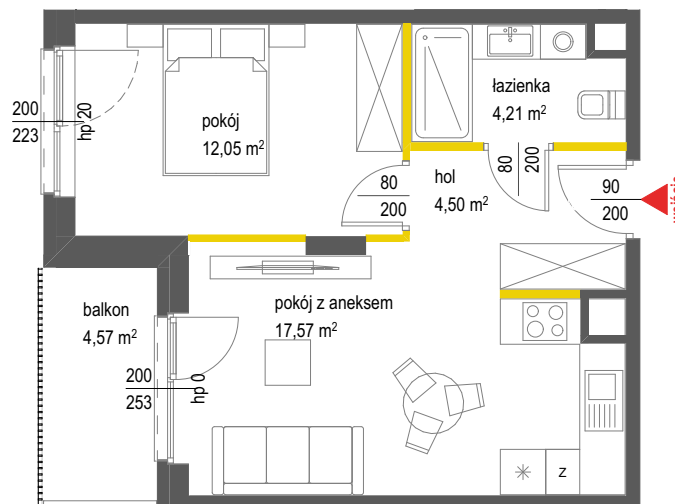 200
223
hp 20
pokój
12,05 m²
łazienka
4,21 m²
80
200
80
200
hol
4,50 m²
90
200
balkon
4,57 m²
pokój z aneksem
17,57 m²
200
253
hp 0
z